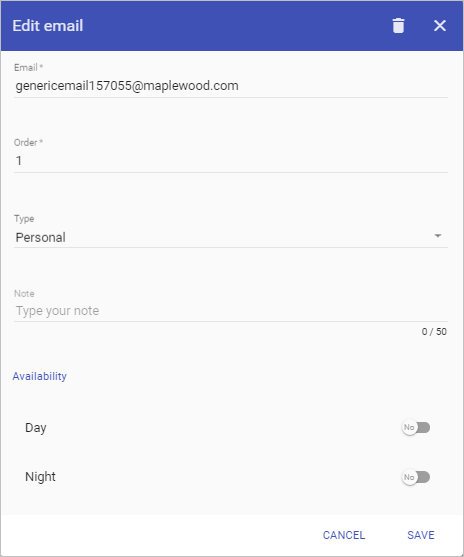 Edit email
Email *
genericemail157055@maplewood.com
Order *
1
Type
Personal
Note
Type your note
0 / 50
Availability
Day
No
Night
No
CANCEL
SAVE